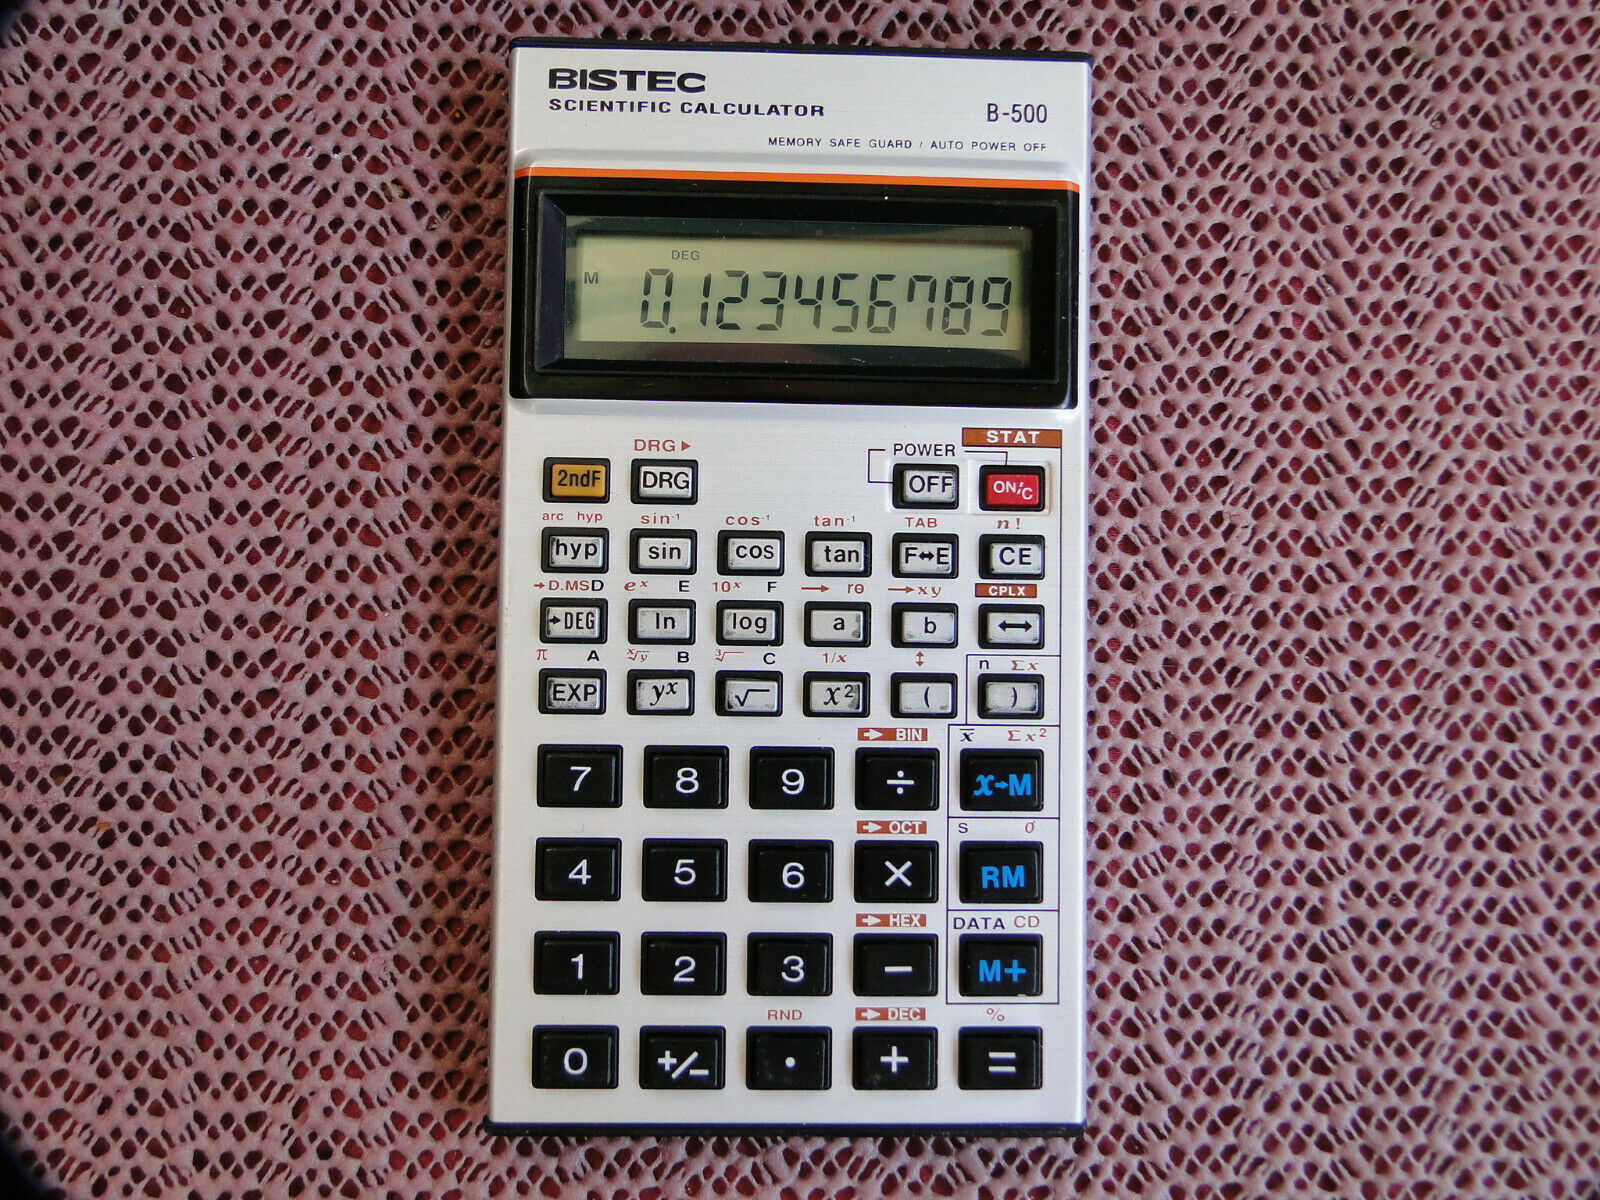 BISTEC
SCIENTIFIC CALCULATOR
B-500
MEMORY SAFE GUARD / AUTO POWER OFF
DEG
M 0.123456789
STAT
DRG▶ POWER
2ndF DRG OFF ON/C
arc hyp sin⁻¹ cos⁻¹ tan⁻¹ TAB n!
hyp sin cos tan F↔E CE
→D.MS D eˣ E 10ˣ F → rθ → xy CPLX
→DEG ln log a b ↔
π A ˣ√y B ³√ C 1/x ↕ n Σx
EXP yˣ √ x² ( )
→ BIN x̄ Σx²
7 8 9 ÷ x→M
→ OCT S σ
4 5 6 × RM
→ HEX DATA CD
1 2 3 − M+
RND → DEC %
0 +/− · + =